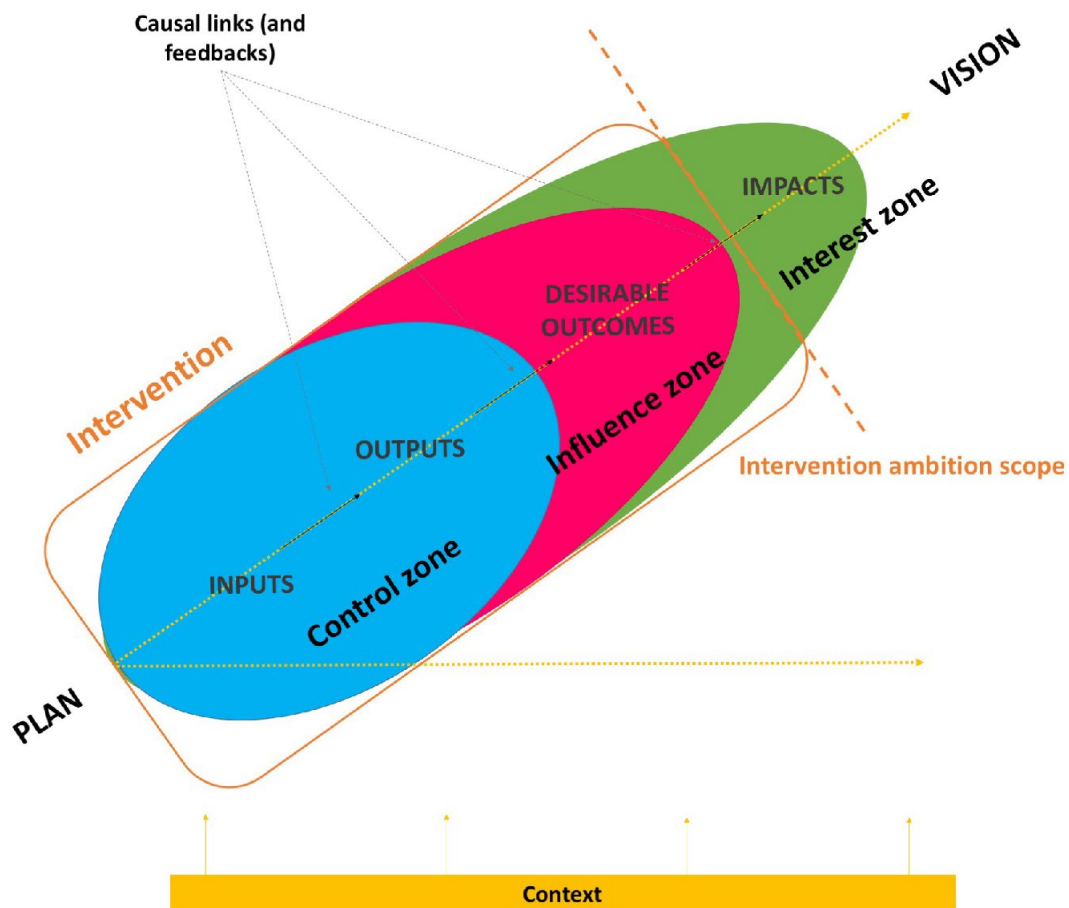 Causal links (and
feedbacks)
VISION
IMPACTS
Interest zone
DESIRABLE
OUTCOMES
Influence zone
Intervention
Intervention ambition scope
OUTPUTS
INPUTS
Control zone
PLAN
Context